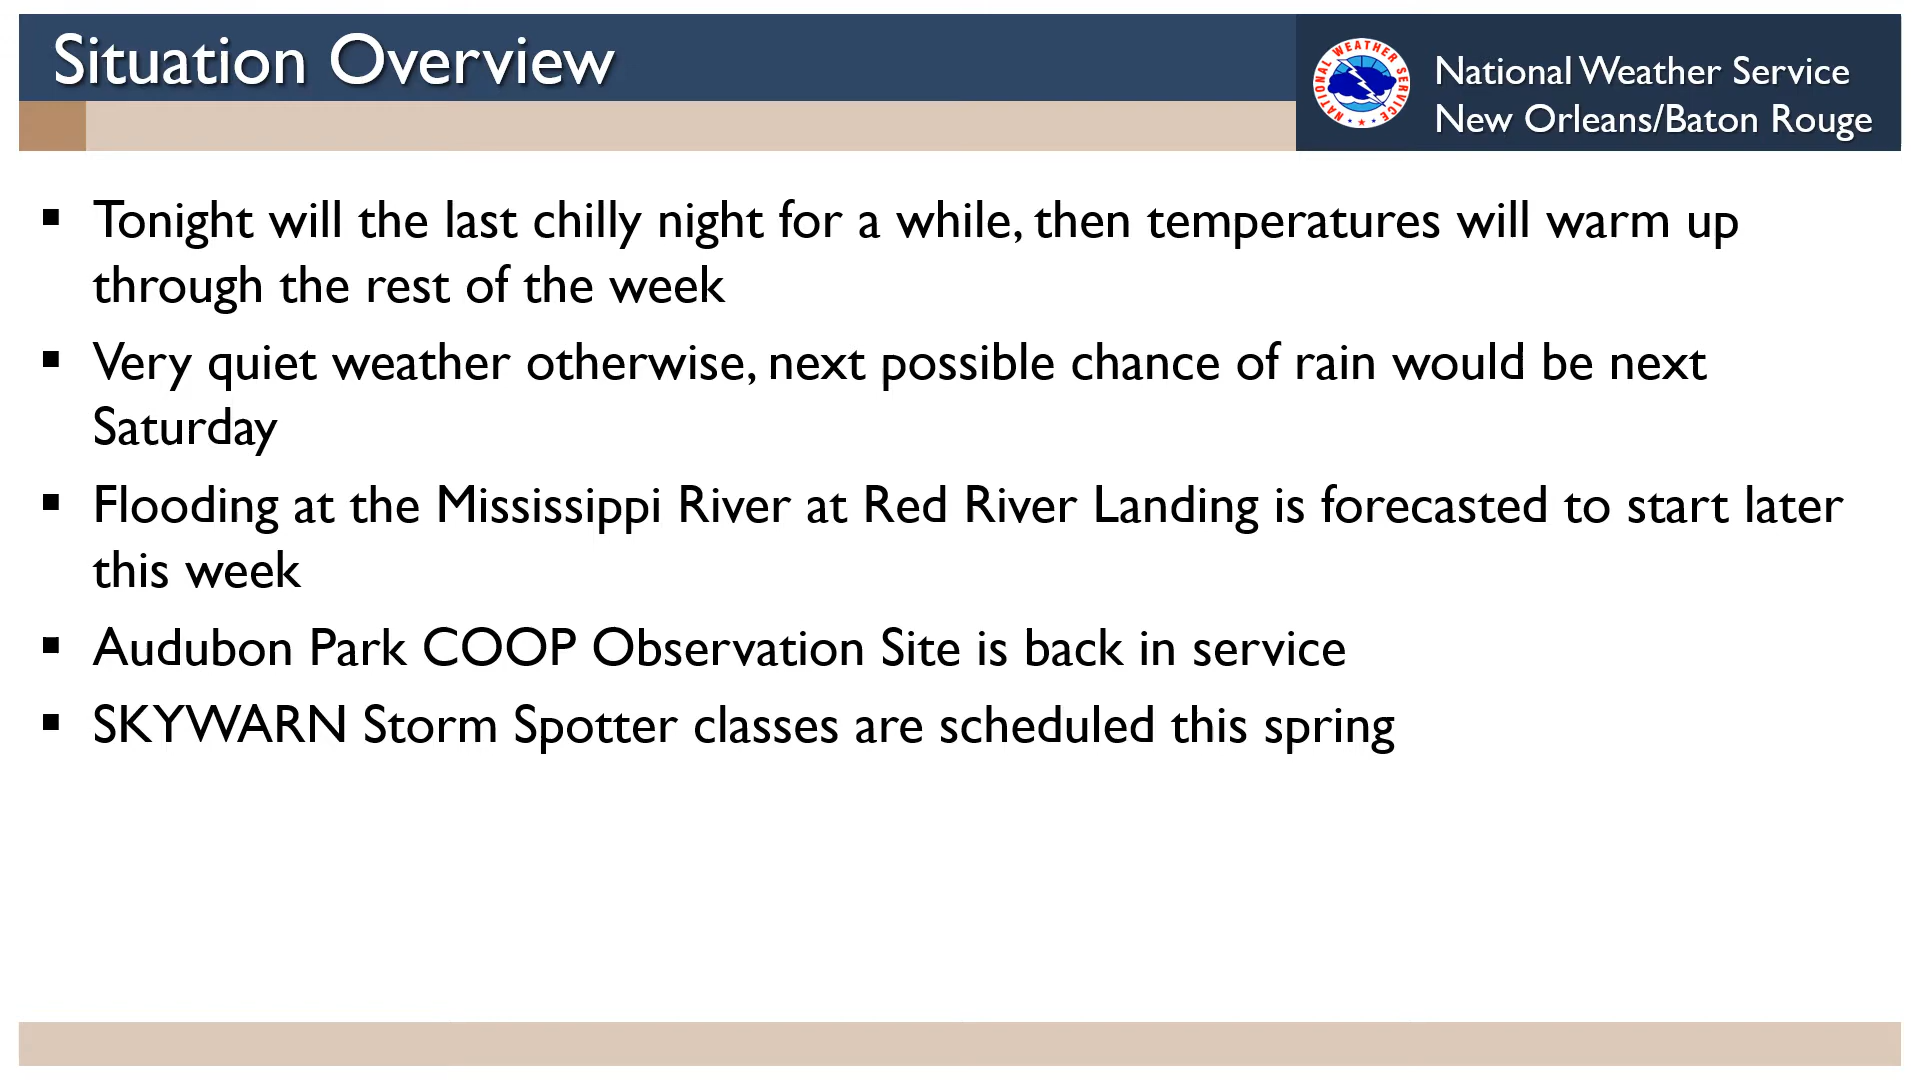 Situation Overview
NATIONAL WEATHER SERVICE
National Weather Service
New Orleans/Baton Rouge
▪ Tonight will the last chilly night for a while, then temperatures will warm up
through the rest of the week
▪ Very quiet weather otherwise, next possible chance of rain would be next
Saturday
▪ Flooding at the Mississippi River at Red River Landing is forecasted to start later
this week
▪ Audubon Park COOP Observation Site is back in service
▪ SKYWARN Storm Spotter classes are scheduled this spring